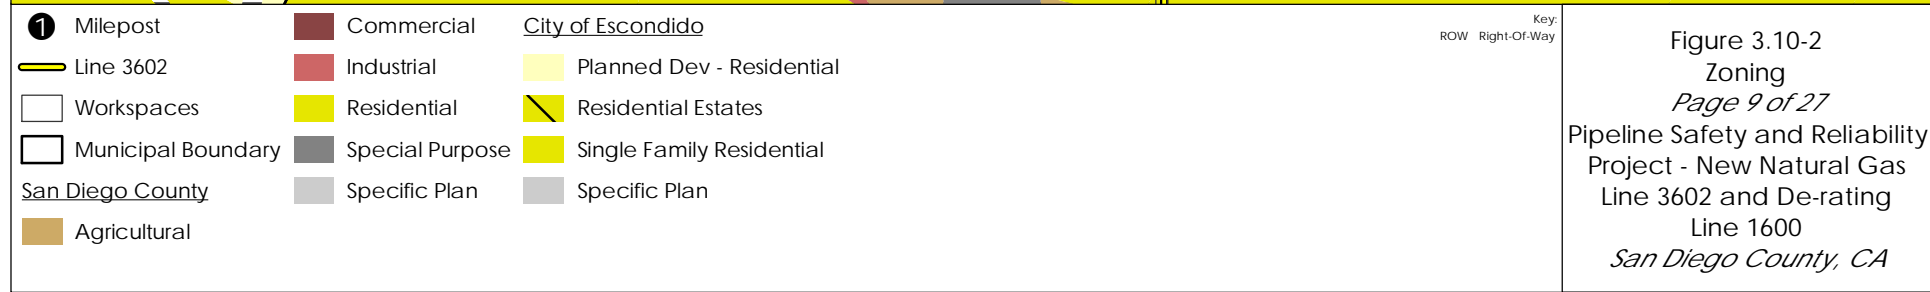 1 Milepost
Line 3602
Workspaces
Municipal Boundary
San Diego County
Agricultural
Commercial
Industrial
Residential
Special Purpose
Specific Plan
City of Escondido
Planned Dev - Residential
Residential Estates
Single Family Residential
Specific Plan
Key:
ROW Right-Of-Way
Figure 3.10-2
Zoning
Page 9 of 27
Pipeline Safety and Reliability
Project - New Natural Gas
Line 3602 and De-rating
Line 1600
San Diego County, CA